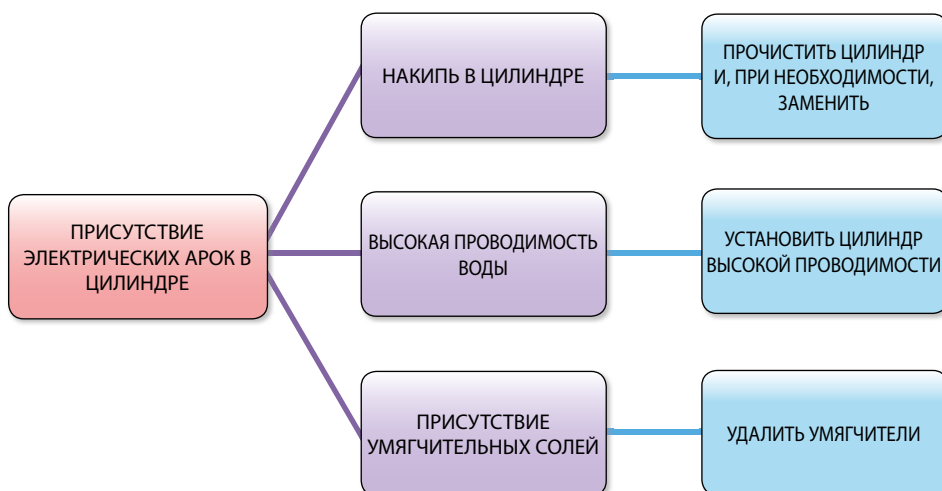 НАКИПЬ В ЦИЛИНДРЕ
ПРОЧИСТИТЬ ЦИЛИНДР
И, ПРИ НЕОБХОДИМОСТИ,
ЗАМЕНИТЬ
ПРИСУТСТВИЕ
ЭЛЕКТРИЧЕСКИХ АРОК В
ЦИЛИНДРЕ
ВЫСОКАЯ ПРОВОДИМОСТЬ
ВОДЫ
УСТАНОВИТЬ ЦИЛИНДР
ВЫСОКОЙ ПРОВОДИМОСТИ
ПРИСУТСТВИЕ
УМЯГЧИТЕЛЬНЫХ СОЛЕЙ
УДАЛИТЬ УМЯГЧИТЕЛИ